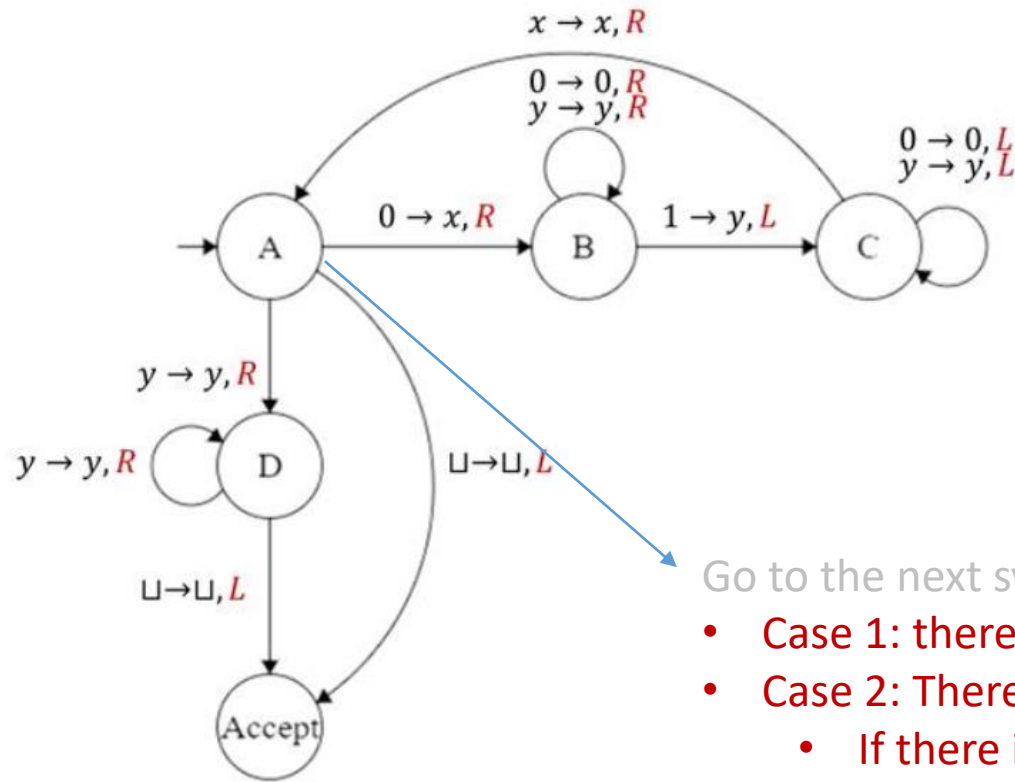 x → x, R
0 → 0, R
y → y, R
0 → 0, L
y → y, L
0 → x, R
1 → y, L
A
B
C
y → y, R
y → y, R
D
⊔→⊔, L
⊔→⊔, L
Go to the next
• Case 1: there
• Case 2: There
• If there
Accept